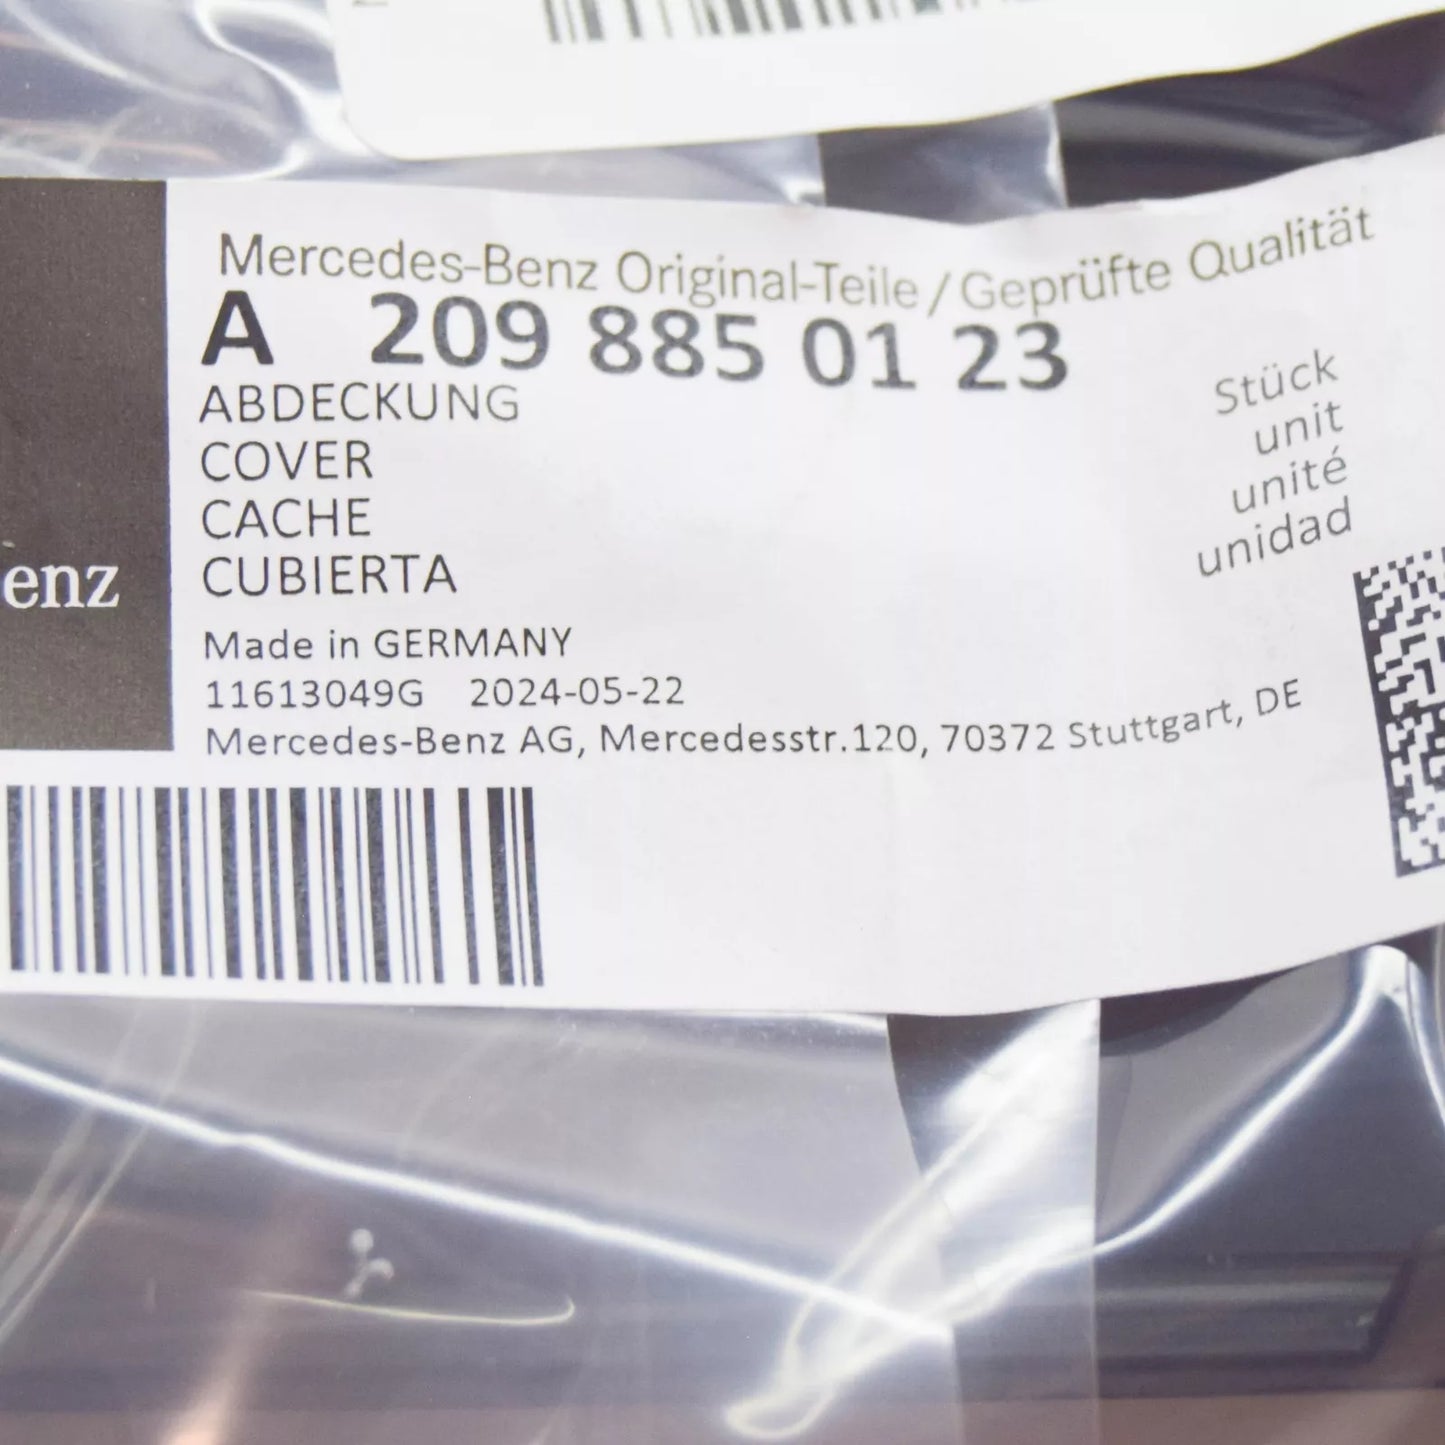 Mercedes-Benz Original-Teile/Geprüfte Qualität
A 209 885 01 23
ABDECKUNG
COVER
CACHE
CUBIERTA
Stück
unit
unité
unidad
enz
Made in GERMANY
11613049G 2024-05-22
Mercedes-Benz AG, Mercedesstr.120, 70372 Stuttgart, DE